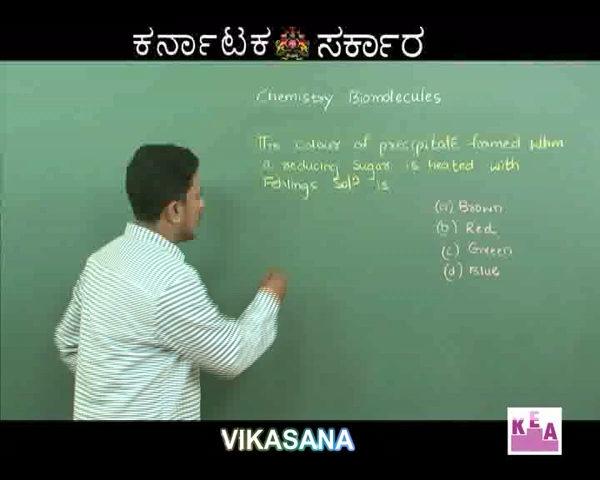 ಕರ್ನಾಟಕ ಸರ್ಕಾರ
Chemistry Biomolecules
The colour of precipitate formed when
a reducing sugar is heated with
Fehlings Solⁿ is
(a) Brown
(b) Red
(c) Green
(d) Blue
KEA
VIKASANA